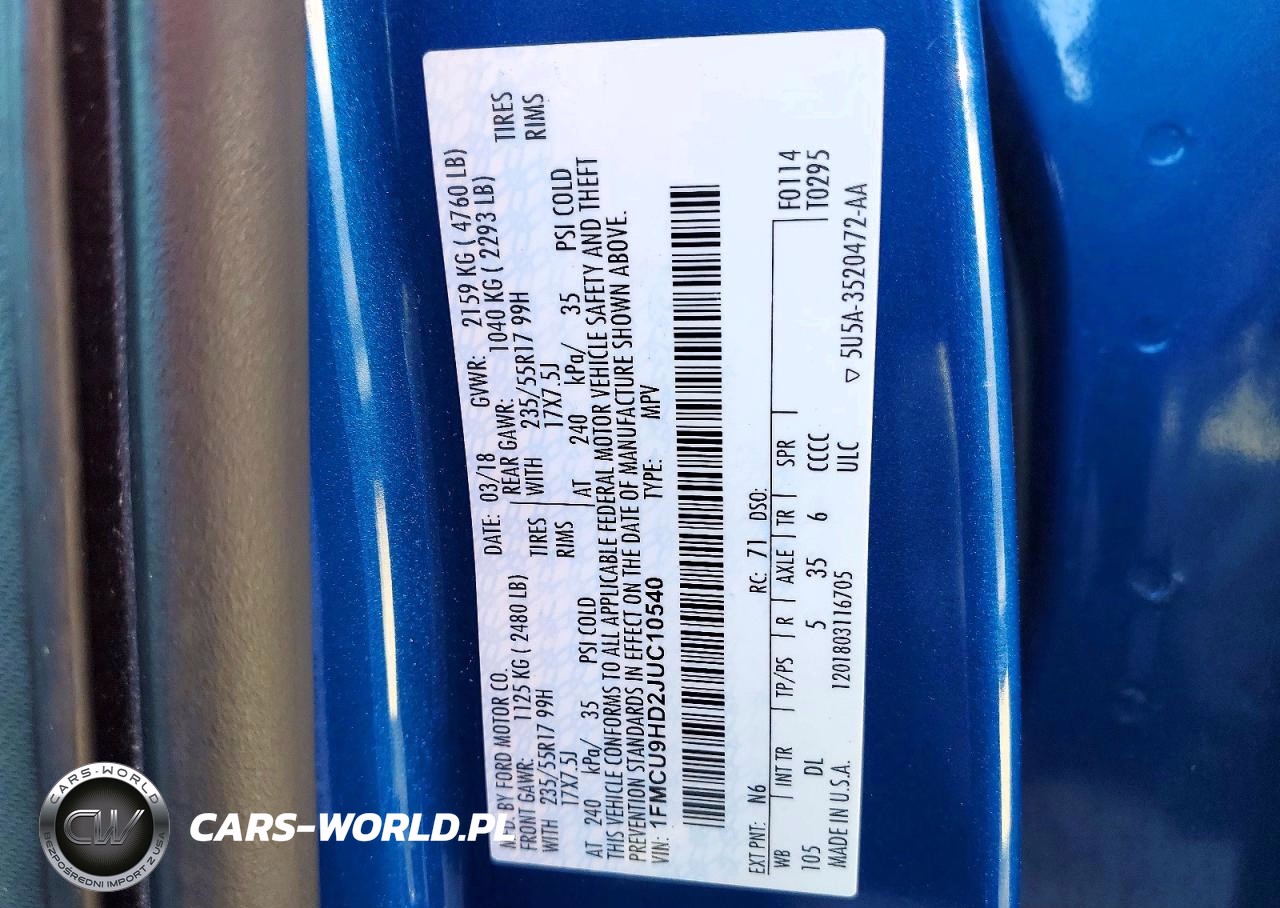 MFD. BY FORD MOTOR CO. DATE: 03/18 GVWR: 2159 KG ( 4760 LB)
FRONT GAWR: 1125 KG ( 2480 LB) REAR GAWR: 1040 KG ( 2293 LB)
WITH 235/55R17 99H TIRES WITH 235/55R17 99H TIRES
17X7.5J RIMS 17X7.5J RIMS
AT 240 kPa/ 35 PSI COLD AT 240 kPa/ 35 PSI COLD
THIS VEHICLE CONFORMS TO ALL APPLICABLE FEDERAL MOTOR VEHICLE SAFETY AND THEFT
PREVENTION STANDARDS IN EFFECT ON THE DATE OF MANUFACTURE SHOWN ABOVE.
VIN: 1FMCU9HD2JUC10540 TYPE: MPV
EXT PNT: N6 RC: 71 DSO: F0114
WB INT TR TP/PS R AXLE TR SPR T0295
105 DL 5 35 6 CCCC
MADE IN U.S.A. 1201803116705 ULC 5U5A-3520472-AA
CARS-WORLD
CW
BEZPOŚREDNI IMPORT Z USA
CARS-WORLD.PL